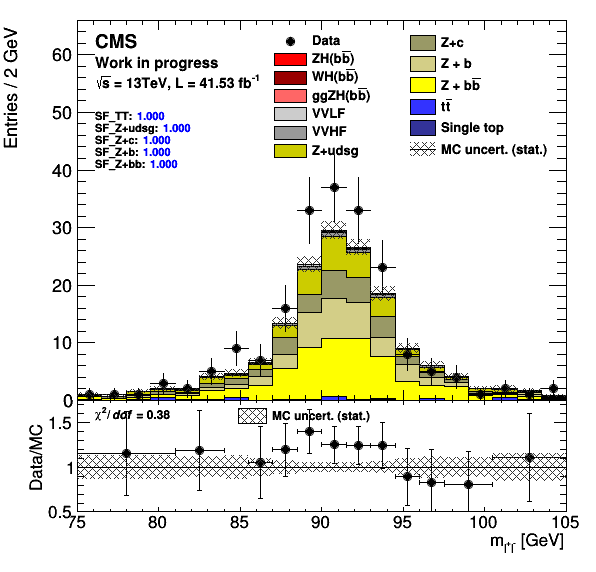 Entries / 2 GeV
60
50
40
30
20
10
0
CMS
Work in progress
√s = 13TeV, L = 41.53 fb⁻¹
SF_TT: 1.000
SF_Z+udsg: 1.000
SF_Z+c: 1.000
SF_Z+b: 1.000
SF_Z+bb: 1.000
Data
ZH(bb̅)
WH(bb̅)
ggZH(bb̅)
VVLF
VVHF
Z+udsg
Z+c
Z + b
Z + bb̅
tt̅
Single top
MC uncert. (stat.)
Data/MC
1.5
1
0.5
χ²/dof = 0.38
MC uncert. (stat.)
75 80 85 90 95 100 105
m_l⁺l⁻ [GeV]